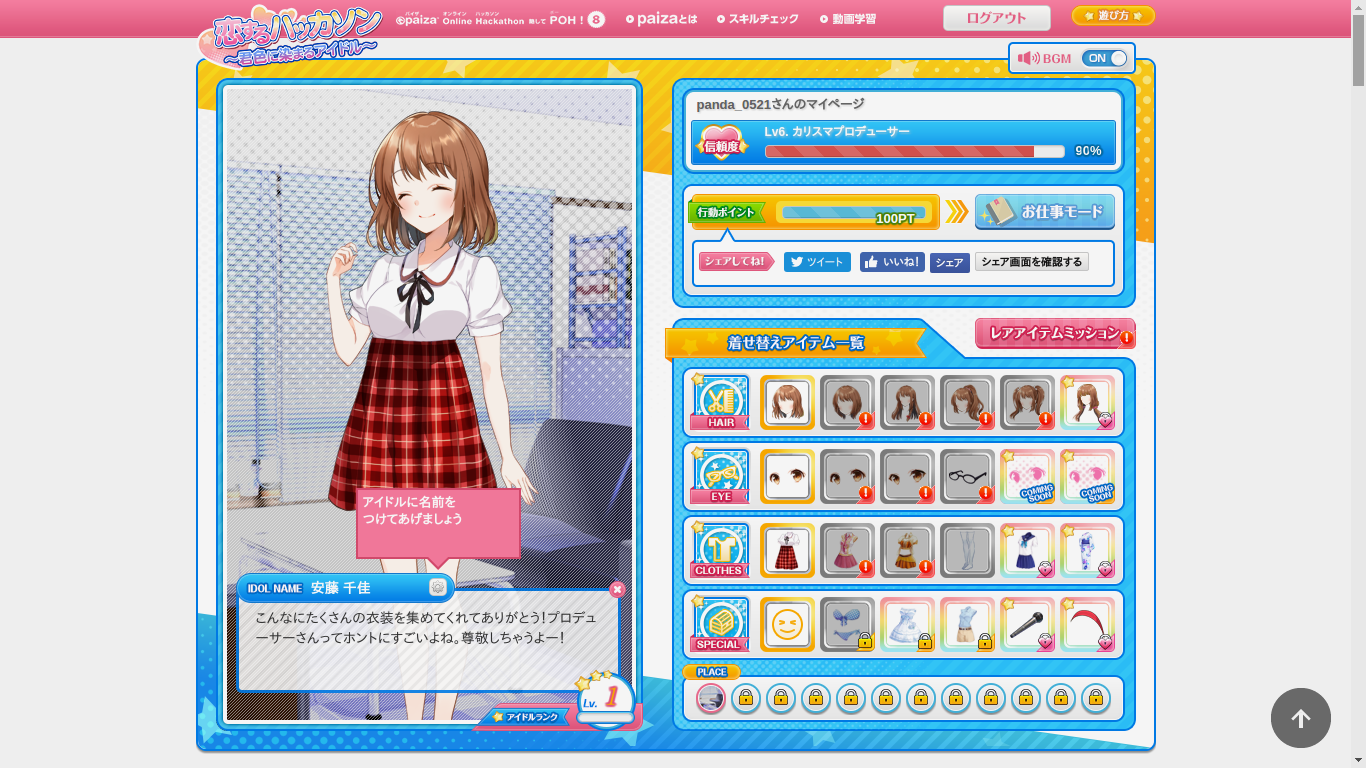 恋するハッカソン
～君色に染まるアイドル～
paiza オンライン ハッカソン
Online Hackathon 略して POH! 8
paizaとは
スキルチェック
動画学習
ログアウト
遊び方
BGM ON
panda_0521さんのマイページ
信頼度
Lv6. カリスマプロデューサー
90%
行動ポイント
100PT
お仕事モード
シェアしてね!
ツイート
いいね!
シェア
シェア画面を確認する
着せ替えアイテム一覧
レアアイテムミッション
HAIR
EYE
COMING SOON
COMING SOON
CLOTHES
SPECIAL
PLACE
アイドルに名前を
つけてあげましょう
IDOL NAME 安藤 千佳
こんなにたくさんの衣装を集めてくれてありがとう!プロデュ
ーサーさんってホントにすごいよね。尊敬しちゃうよー!
Lv. 1
アイドルランク